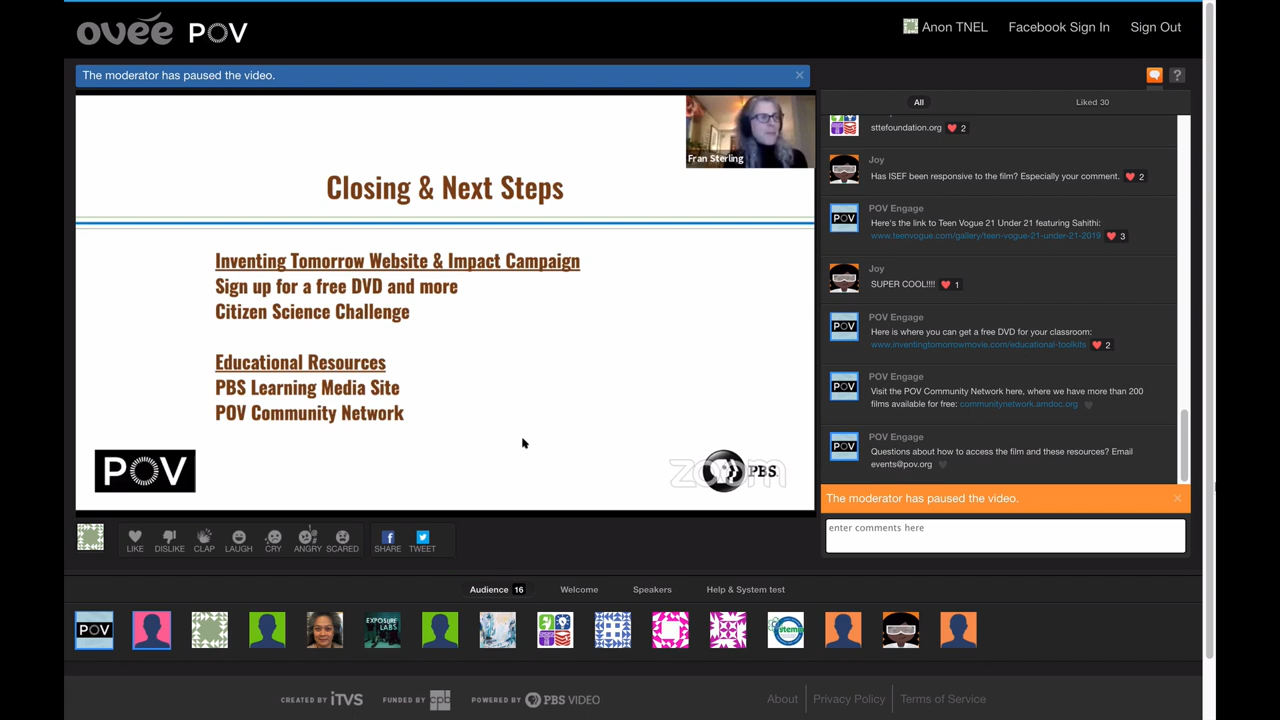 ovee POV
Anon TNEL Facebook Sign In Sign Out
The moderator has paused the video. ×
?
Fran Sterling
Closing & Next Steps
Inventing Tomorrow Website & Impact Campaign
Sign up for a free DVD and more
Citizen Science Challenge
Educational Resources
PBS Learning Media Site
POV Community Network
POV
zoom
PBS
All Liked 30
sttefoundation.org 2
Joy
Has ISEF been responsive to the film? Especially your comment. 2
POV Engage
POV
Here's the link to Teen Vogue 21 Under 21 featuring Sahithi:
www.teenvogue.com/gallery/teen-vogue-21-under-21-2019 3
Joy
SUPER COOL!!!! 1
POV Engage
POV
Here is where you can get a free DVD for your classroom:
www.inventingtomorrowmovie.com/educational-toolkits 2
POV Engage
POV
Visit the POV Community Network here, where we have more than 200
films available for free: communitynetwork.amdoc.org
POV Engage
POV
Questions about how to access the film and these resources? Email
events@pov.org
The moderator has paused the video. ×
enter comments here
LIKE DISLIKE CLAP LAUGH CRY ANGRY SCARED SHARE TWEET
Audience 16 Welcome Speakers Help & System test
POV
EXPOSURE
LABS
stem
CREATED BY iTVS FUNDED BY cpb POWERED BY PBS VIDEO About Privacy Policy Terms of Service